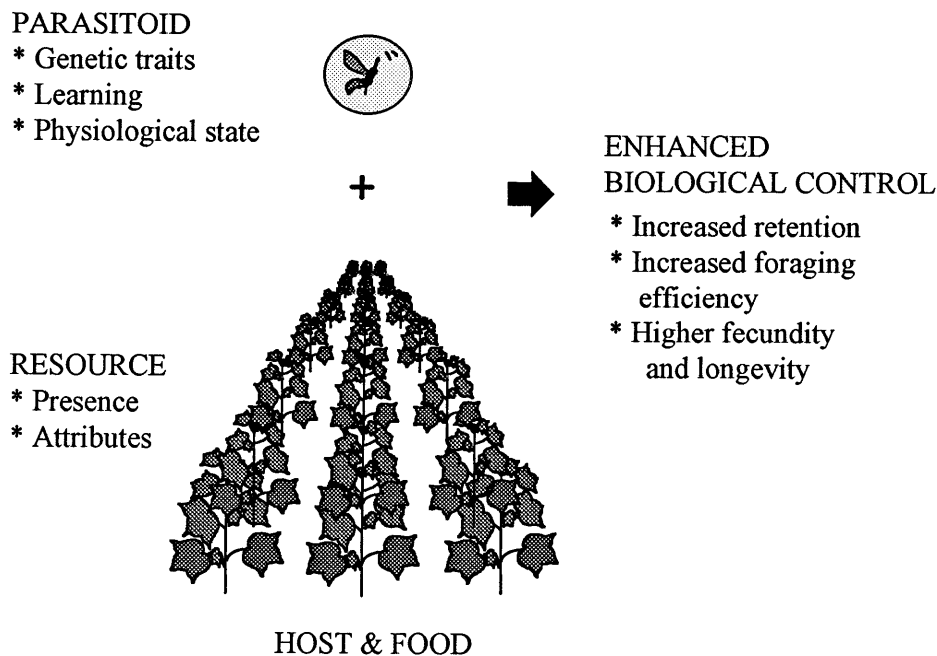 PARASITOID
* Genetic traits
* Learning
* Physiological state
+
ENHANCED
BIOLOGICAL CONTROL
* Increased retention
* Increased foraging
efficiency
* Higher fecundity
and longevity
RESOURCE
* Presence
* Attributes
HOST & FOOD